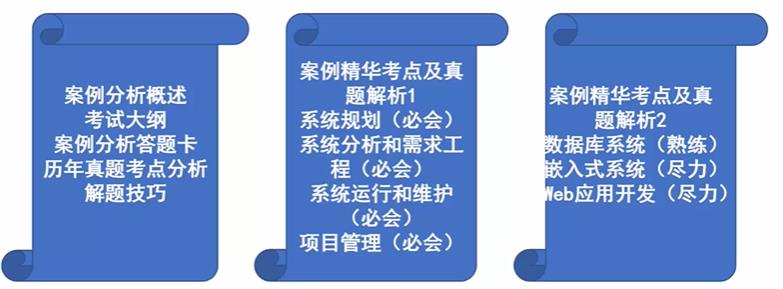 案例分析概述
考试大纲
案例分析答题卡
历年真题考点分析
解题技巧
案例精华考点及真
题解析1
系统规划（必会）
系统分析和需求工
程（必会）
系统运行和维护
（必会）
项目管理（必会）
案例精华考点及真
题解析2
数据库系统（熟练）
嵌入式系统（尽力）
Web应用开发（尽力）